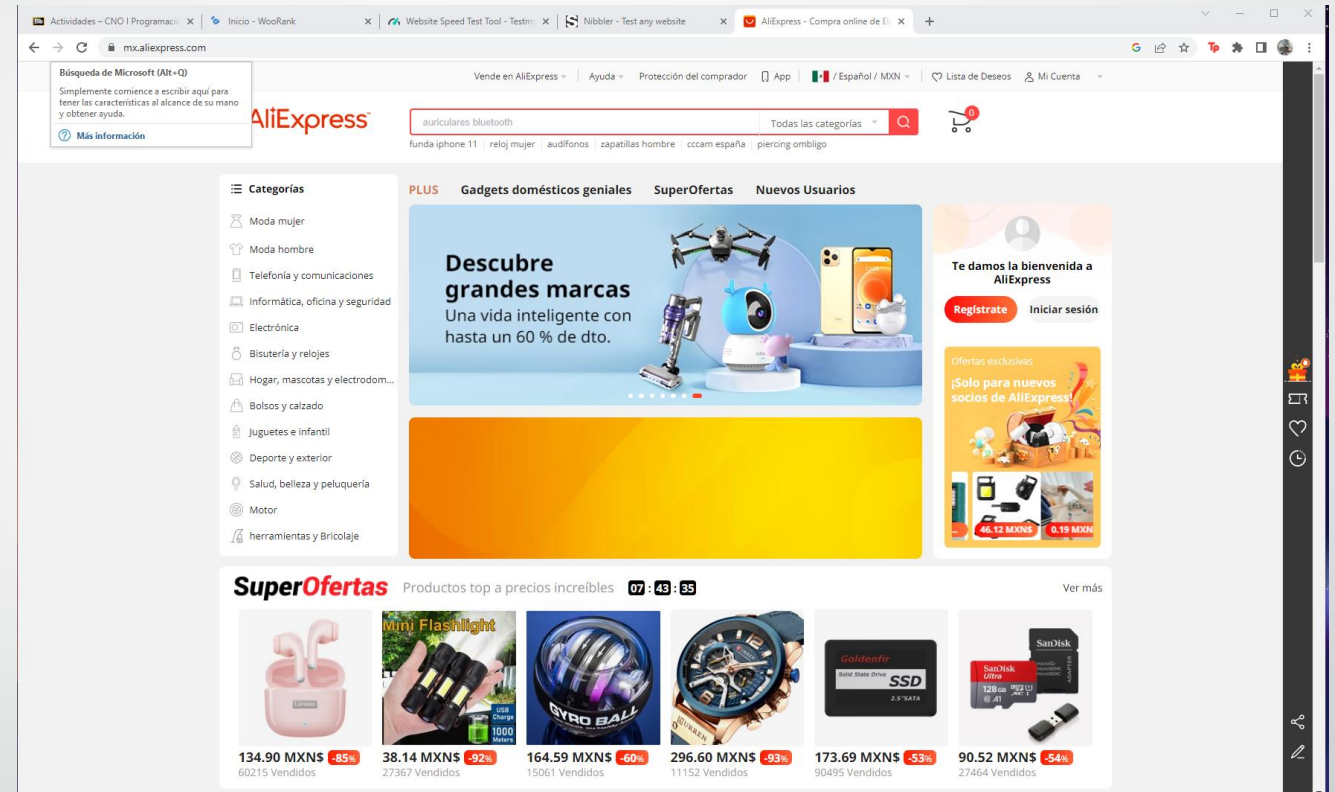 Actividades – CNO I Programació
Inicio - WooRank
Website Speed Test Tool - Testmy
Nibbler - Test any website
AliExpress - Compra online de El
mx.aliexpress.com
Búsqueda de Microsoft (Alt+Q)
Simplemente comience a escribir aquí para
tener las características al alcance de su mano
y obtener ayuda.
Más información
Vende en AliExpress
Ayuda
Protección del comprador
App
/ Español / MXN
Lista de Deseos
Mi Cuenta
AliExpress
auriculares bluetooth
Todas las categorías
0
funda iphone 11 | reloj mujer | audífonos | zapatillas hombre | cccam españa | piercing ombligo
Categorías
Moda mujer
Moda hombre
Telefonía y comunicaciones
Informática, oficina y seguridad
Electrónica
Bisutería y relojes
Hogar, mascotas y electrodom...
Bolsos y calzado
Juguetes e infantil
Deporte y exterior
Salud, belleza y peluquería
Motor
herramientas y Bricolaje
PLUS
Gadgets domésticos geniales
SuperOfertas
Nuevos Usuarios
Descubre
grandes marcas
Una vida inteligente con
hasta un 60 % de dto.
Te damos la bienvenida a
AliExpress
Regístrate
Iniciar sesión
Ofertas exclusivas
¡Solo para nuevos
socios de AliExpress!
46.12 MXN$
0.19 MXN
SuperOfertas
Productos top a precios increíbles
07 : 43 : 35
Ver más
Lenovo
Mini Flashlight
USB
Charge
1000
Meters
GYRO BALL
CURREN
Goldenfir
Solid State Drive
SSD
2.5"SATA
SanDisk
Ultra
128 GB
A1
SanDisk
ADAPTER
134.90 MXN$ -85%
60215 Vendidos
38.14 MXN$ -92%
27367 Vendidos
164.59 MXN$ -60%
15061 Vendidos
296.60 MXN$ -93%
11152 Vendidos
173.69 MXN$ -53%
90495 Vendidos
90.52 MXN$ -54%
27464 Vendidos